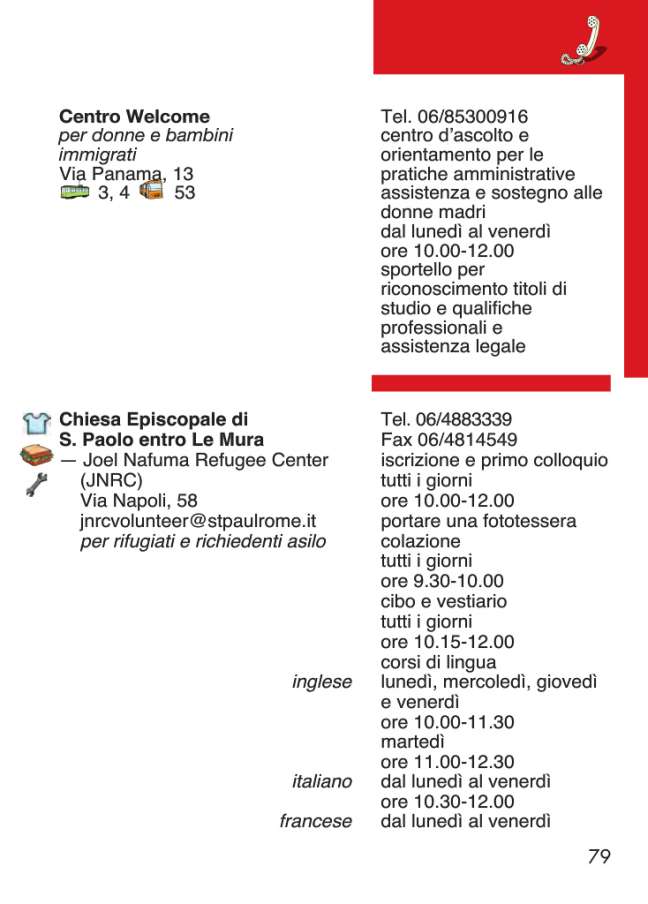 Centro Welcome
per donne e bambini
immigrati
Via Panama, 13
3, 4 53
Tel. 06/85300916
centro d'ascolto e
orientamento per le
pratiche amministrative
assistenza e sostegno alle
donne madri
dal lunedì al venerdì
ore 10.00-12.00
sportello per
riconoscimento titoli di
studio e qualifiche
professionali e
assistenza legale
Chiesa Episcopale di
S. Paolo entro Le Mura
— Joel Nafuma Refugee Center
(JNRC)
Via Napoli, 58
jnrcvolunteer@stpaulrome.it
per rifugiati e richiedenti asilo
Tel. 06/4883339
Fax 06/4814549
iscrizione e primo colloquio
tutti i giorni
ore 10.00-12.00
portare una fototessera
colazione
tutti i giorni
ore 9.30-10.00
cibo e vestiario
tutti i giorni
ore 10.15-12.00
corsi di lingua
inglese lunedì, mercoledì, giovedì
e venerdì
ore 10.00-11.30
martedì
ore 11.00-12.30
italiano dal lunedì al venerdì
ore 10.30-12.00
francese dal lunedì al venerdì
79